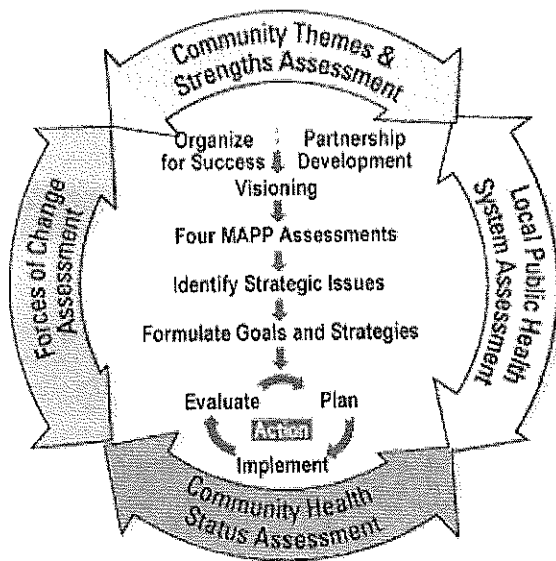 Community Themes &
Strengths Assessment
Organize
for Success
Partnership
Development
Visioning
Four MAPP Assessments
Identify Strategic Issues
Formulate Goals and Strategies
Evaluate
Plan
Action
Implement
Forces of Change
Assessment
Local Public Health
System Assessment
Community Health
Status Assessment